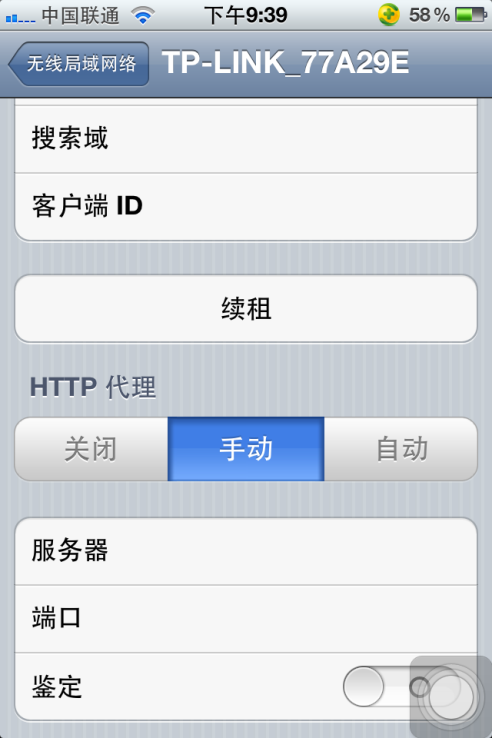 中国联通 下午9:39 58%
无线局域网络 TP-LINK_77A29E
搜索域
客户端 ID
续租
HTTP 代理
关闭 手动 自动
服务器
端口
鉴定